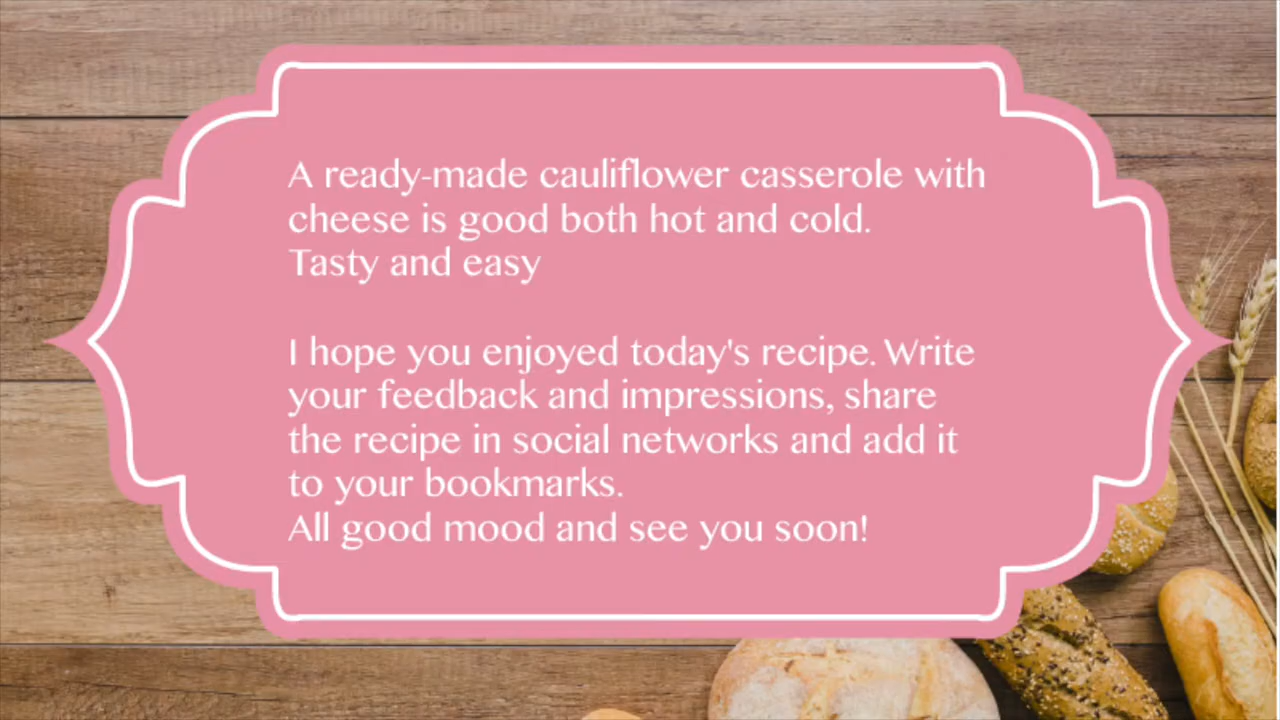 A ready-made cauliflower casserole with
cheese is good both hot and cold.
Tasty and easy
I hope you enjoyed today's recipe. Write
your feedback and impressions, share
the recipe in social networks and add it
to your bookmarks.
All good mood and see you soon!